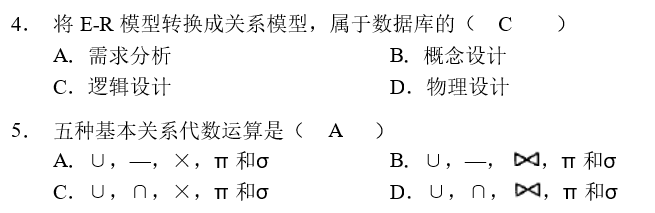 4． 将 E-R 模型转换成关系模型，属于数据库的（ C ）
A．需求分析 B．概念设计
C．逻辑设计 D．物理设计
5． 五种基本关系代数运算是（ A ）
A．∪，—，×，π 和σ B．∪，—，⋈，π 和σ
C．∪，∩，×，π 和σ D．∪，∩，⋈，π 和σ